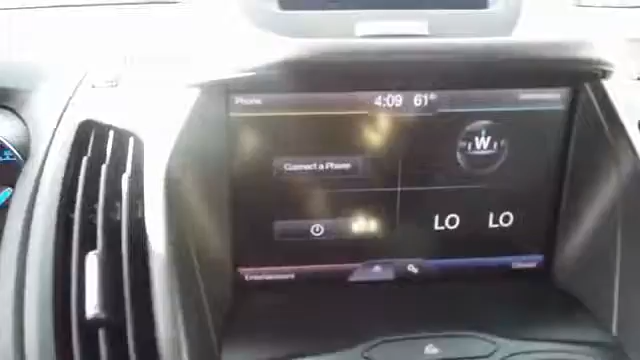 Phone 4:09 61°
W
Connect a Phone
LO LO
Entertainment Climate